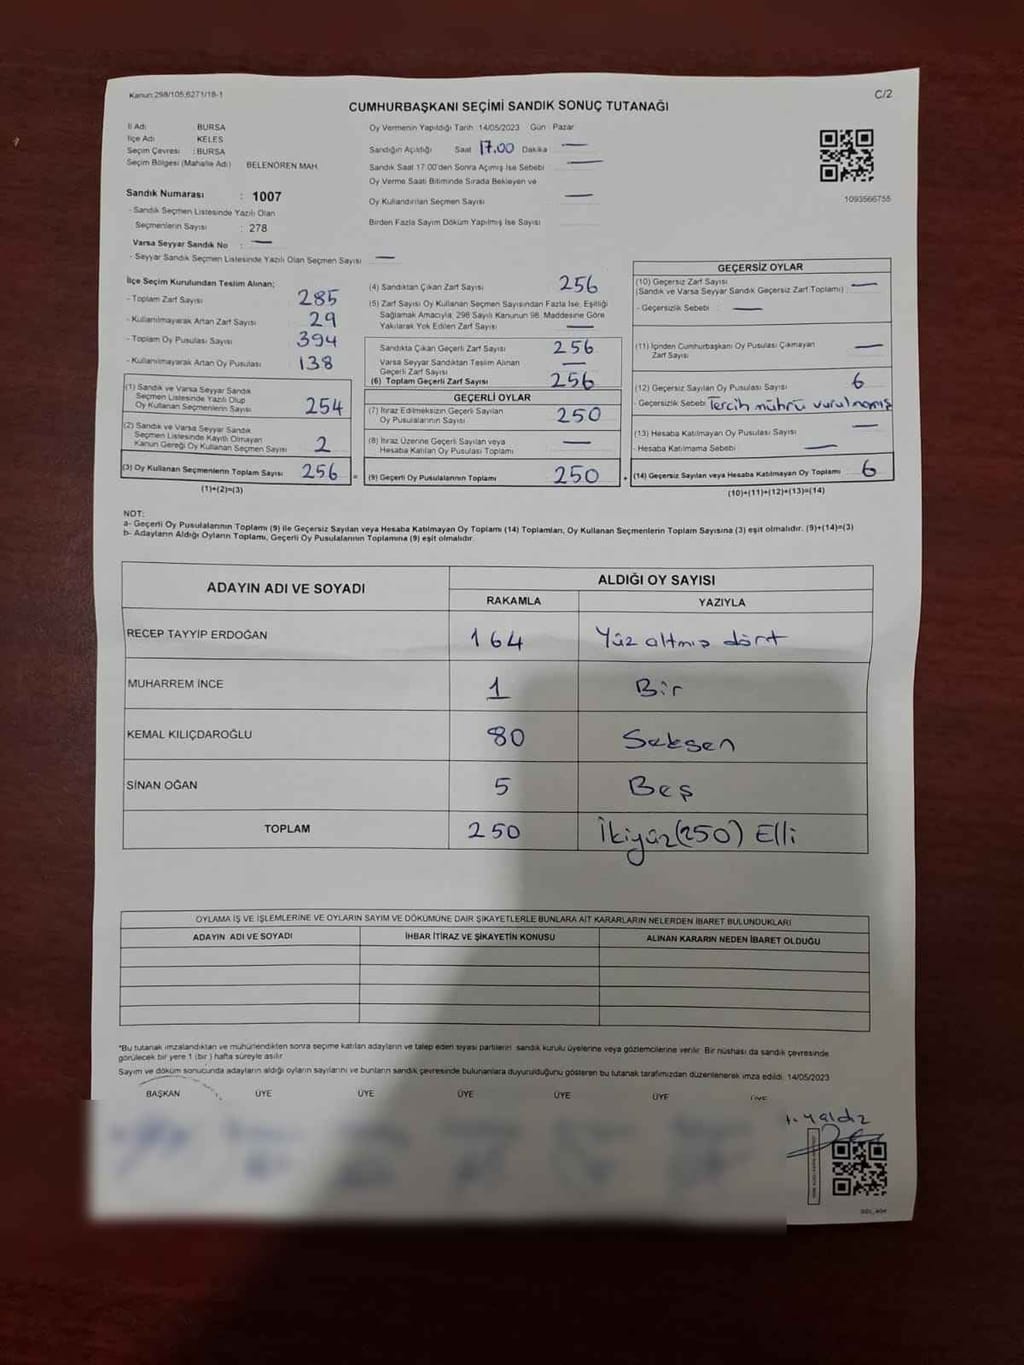 Kanun:298/105,6271/18-1
C/2
CUMHURBAŞKANI SEÇİMİ SANDIK SONUÇ TUTANAĞI
İl Adı BURSA
İlçe Adı KELES
Seçim Çevresi :BURSA
Seçim Bölgesi (Mahalle Adı) BELENÖREN MAH.
Sandık Numarası : 1007
- Sandık Seçmen Listesinde Yazılı Olan
Seçmenlerin Sayısı : 278
Varsa Seyyar Sandık No : —
- Seyyar Sandık Seçmen Listesinde Yazılı Olan Seçmen Sayısı —
Oy Vermenin Yapıldığı Tarih 14/05/2023 Gün Pazar
Sandığın Açıldığı Saat 17.00 Dakika —
Sandık Saat 17:00'den Sonra Açımış İse Sebebi —
Oy Verme Saati Bitiminde Sırada Bekleyen ve
Oy Kullandırılan Seçmen Sayısı —
Birden Fazla Sayım Döküm Yapılmış İse Sayısı
1093566755
İlçe Seçim Kurulundan Teslim Alınan;
- Toplam Zarf Sayısı 285
- Kullanılmayarak Artan Zarf Sayısı 29
- Toplam Oy Pusulası Sayısı 394
- Kullanılmayarak Artan Oy Pusulası 138
(1) Sandık ve Varsa Seyyar Sandık
Seçmen Listesinde Yazılı Olup
Oy Kullanan Seçmenlerin Sayısı 254
(2) Sandık ve Varsa Seyyar Sandık
Seçmen Listesinde Kayıtlı Olmayan
Kanun Gereği Oy Kullanan Seçmen Sayısı 2
(3) Oy Kullanan Seçmenlerin Toplam Sayısı 256 =
(1)+(2)=(3)
(4) Sandıktan Çıkan Zarf Sayısı 256
(5) Zarf Sayısı Oy Kullanan Seçmen Sayısından Fazla İse, Eşitliği
Sağlamak Amacıyla, 298 Sayılı Kanunun 98. Maddesine Göre
Yakılarak Yok Edilen Zarf Sayısı —
Sandıkta Çıkan Geçerli Zarf Sayısı 256
Varsa Seyyar Sandıktan Teslim Alınan
Geçerli Zarf Sayısı —
(6) Toplam Geçerli Zarf Sayısı 256
GEÇERLİ OYLAR
(7) İtiraz Edilmeksizin Geçerli Sayılan
Oy Pusulalarının Sayısı 250
(8) İtiraz Üzerine Geçerli Sayılan veya
Hesaba Katılan Oy Pusulası Toplamı —
(9) Geçerli Oy Pusulalarının Toplamı 250 +
GEÇERSİZ OYLAR
(10) Geçersiz Zarf Sayısı
(Sandık ve Varsa Seyyar Sandık Geçersiz Zarf Toplamı) —
- Geçersizlik Sebebi —
(11) İçinden Cumhurbaşkanı Oy Pusulası Çıkmayan
Zarf Sayısı —
(12) Geçersiz Sayılan Oy Pusulası Sayısı 6
- Geçersizlik Sebebi Tercih mührü vurulmamış
(13) Hesaba Katılmayan Oy Pusulası Sayısı —
- Hesaba Katılmama Sebebi —
(14) Geçersiz Sayılan veya Hesaba Katılmayan Oy Toplamı 6
(10)+(11)+(12)+(13)=(14)
NOT:
a- Geçerli Oy Pusulalarının Toplamı (9) ile Geçersiz Sayılan veya Hesaba Katılmayan Oy Toplamı (14) Toplamları, Oy Kullanan Seçmenlerin Toplam Sayısına (3) eşit olmalıdır. (9)+(14)=(3)
b- Adayların Aldığı Oyların Toplamı, Geçerli Oy Pusulalarının Toplamına (9) eşit olmalıdır.
ADAYIN ADI VE SOYADI
ALDIĞI OY SAYISI
RAKAMLA YAZIYLA
RECEP TAYYİP ERDOĞAN 164 Yüz altmış dört
MUHARREM İNCE 1 Bir
KEMAL KILIÇDAROĞLU 80 Seksen
SİNAN OĞAN 5 Beş
TOPLAM 250 İkiyüz(250) Elli
OYLAMA İŞ VE İŞLEMLERİNE VE OYLARIN SAYIM VE DÖKÜMÜNE DAİR ŞİKAYETLERLE BUNLARA AİT KARARLARIN NELERDEN İBARET BULUNDUKLARI
ADAYIN ADI VE SOYADI İHBAR İTİRAZ VE ŞİKAYETİN KONUSU ALINAN KARARIN NEDEN İBARET OLDUĞU
*Bu tutanak imzalandıktan ve mühürlendikten sonra seçime katılan adayların ve talep eden siyasi partilerin sandık kurulu üyelerine veya gözlemcilerine verilir. Bir nüshası da sandık çevresinde
görülecek bir yere 1 (bir) hafta süreyle asılır.
Sayım ve döküm sonucunda adayların aldığı oyların sayılarını ve bunların sandık çevresinde bulunanlara duyurulduğunu gösteren bu tutanak tarafımızdan düzenlenerek imza edildi. 14/05/2023
BAŞKAN ÜYE ÜYE ÜYE ÜYE ÜYE ÜYE